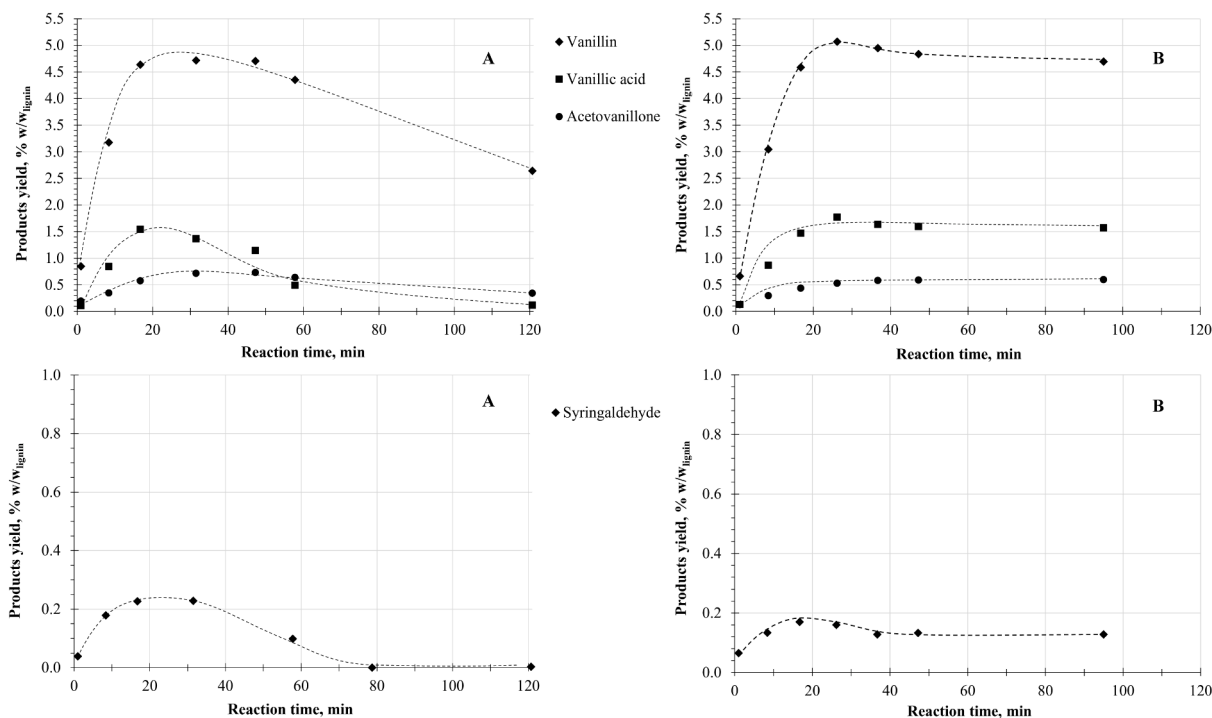 5.5
5.0
4.5
4.0
3.5
3.0
2.5
2.0
1.5
1.0
0.5
0.0
Products yield, % w/w_lignin
0 20 40 60 80 100 120
Reaction time, min
A
Vanillin
Vanillic acid
Acetovanillone
5.5
5.0
4.5
4.0
3.5
3.0
2.5
2.0
1.5
1.0
0.5
0.0
Products yield, % w/w_lignin
0 20 40 60 80 100 120
Reaction time, min
B
1.0
0.8
0.6
0.4
0.2
0.0
Products yield, % w/w_lignin
0 20 40 60 80 100 120
Reaction time, min
A
Syringaldehyde
1.0
0.8
0.6
0.4
0.2
0.0
Products yield, % w/w_lignin
0 20 40 60 80 100 120
Reaction time, min
B